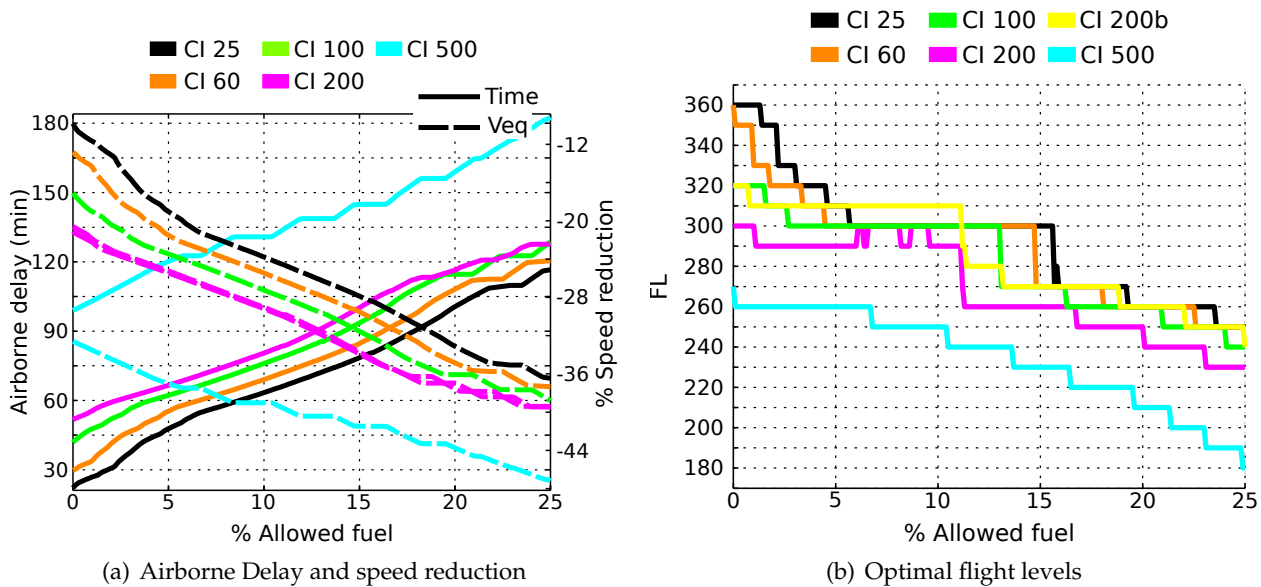 CI 25 CI 100 CI 500
CI 60 CI 200
Time
Veq
Airborne delay (min)
180
150
120
90
60
30
0 5 10 15 20 25
% Allowed fuel
-12
-20
-28
-36
-44
% Speed reduction
(a) Airborne Delay and speed reduction
CI 25 CI 100 CI 200b
CI 60 CI 200 CI 500
FL
360
340
320
300
280
260
240
220
200
180
0 5 10 15 20 25
% Allowed fuel
(b) Optimal flight levels